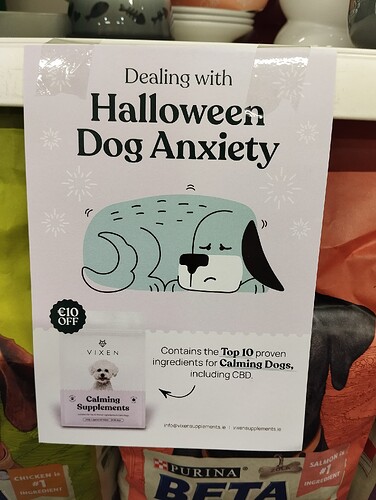 Dealing with
Halloween
Dog Anxiety
€10
OFF
VIXEN
Calming
Supplements
Contains the Top 10 proven
ingredients for Calming Dogs,
including CBD.
info@vixensupplements.ie | vixensupplements.ie
CHICKEN IS
#1
INGREDIENT
PURINA
BETA
SALMON IS
#1
INGREDIENT